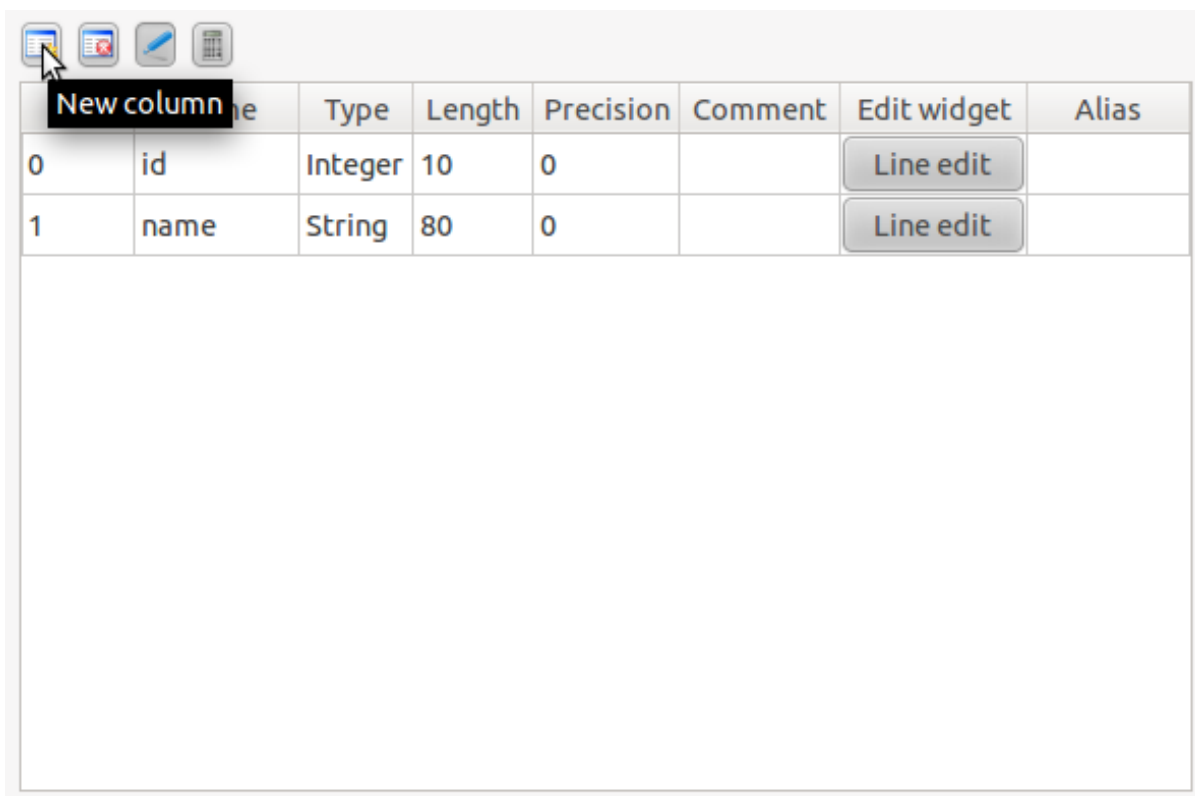 New column
Type Length Precision Comment Edit widget Alias
0 id Integer 10 0 Line edit
1 name String 80 0 Line edit